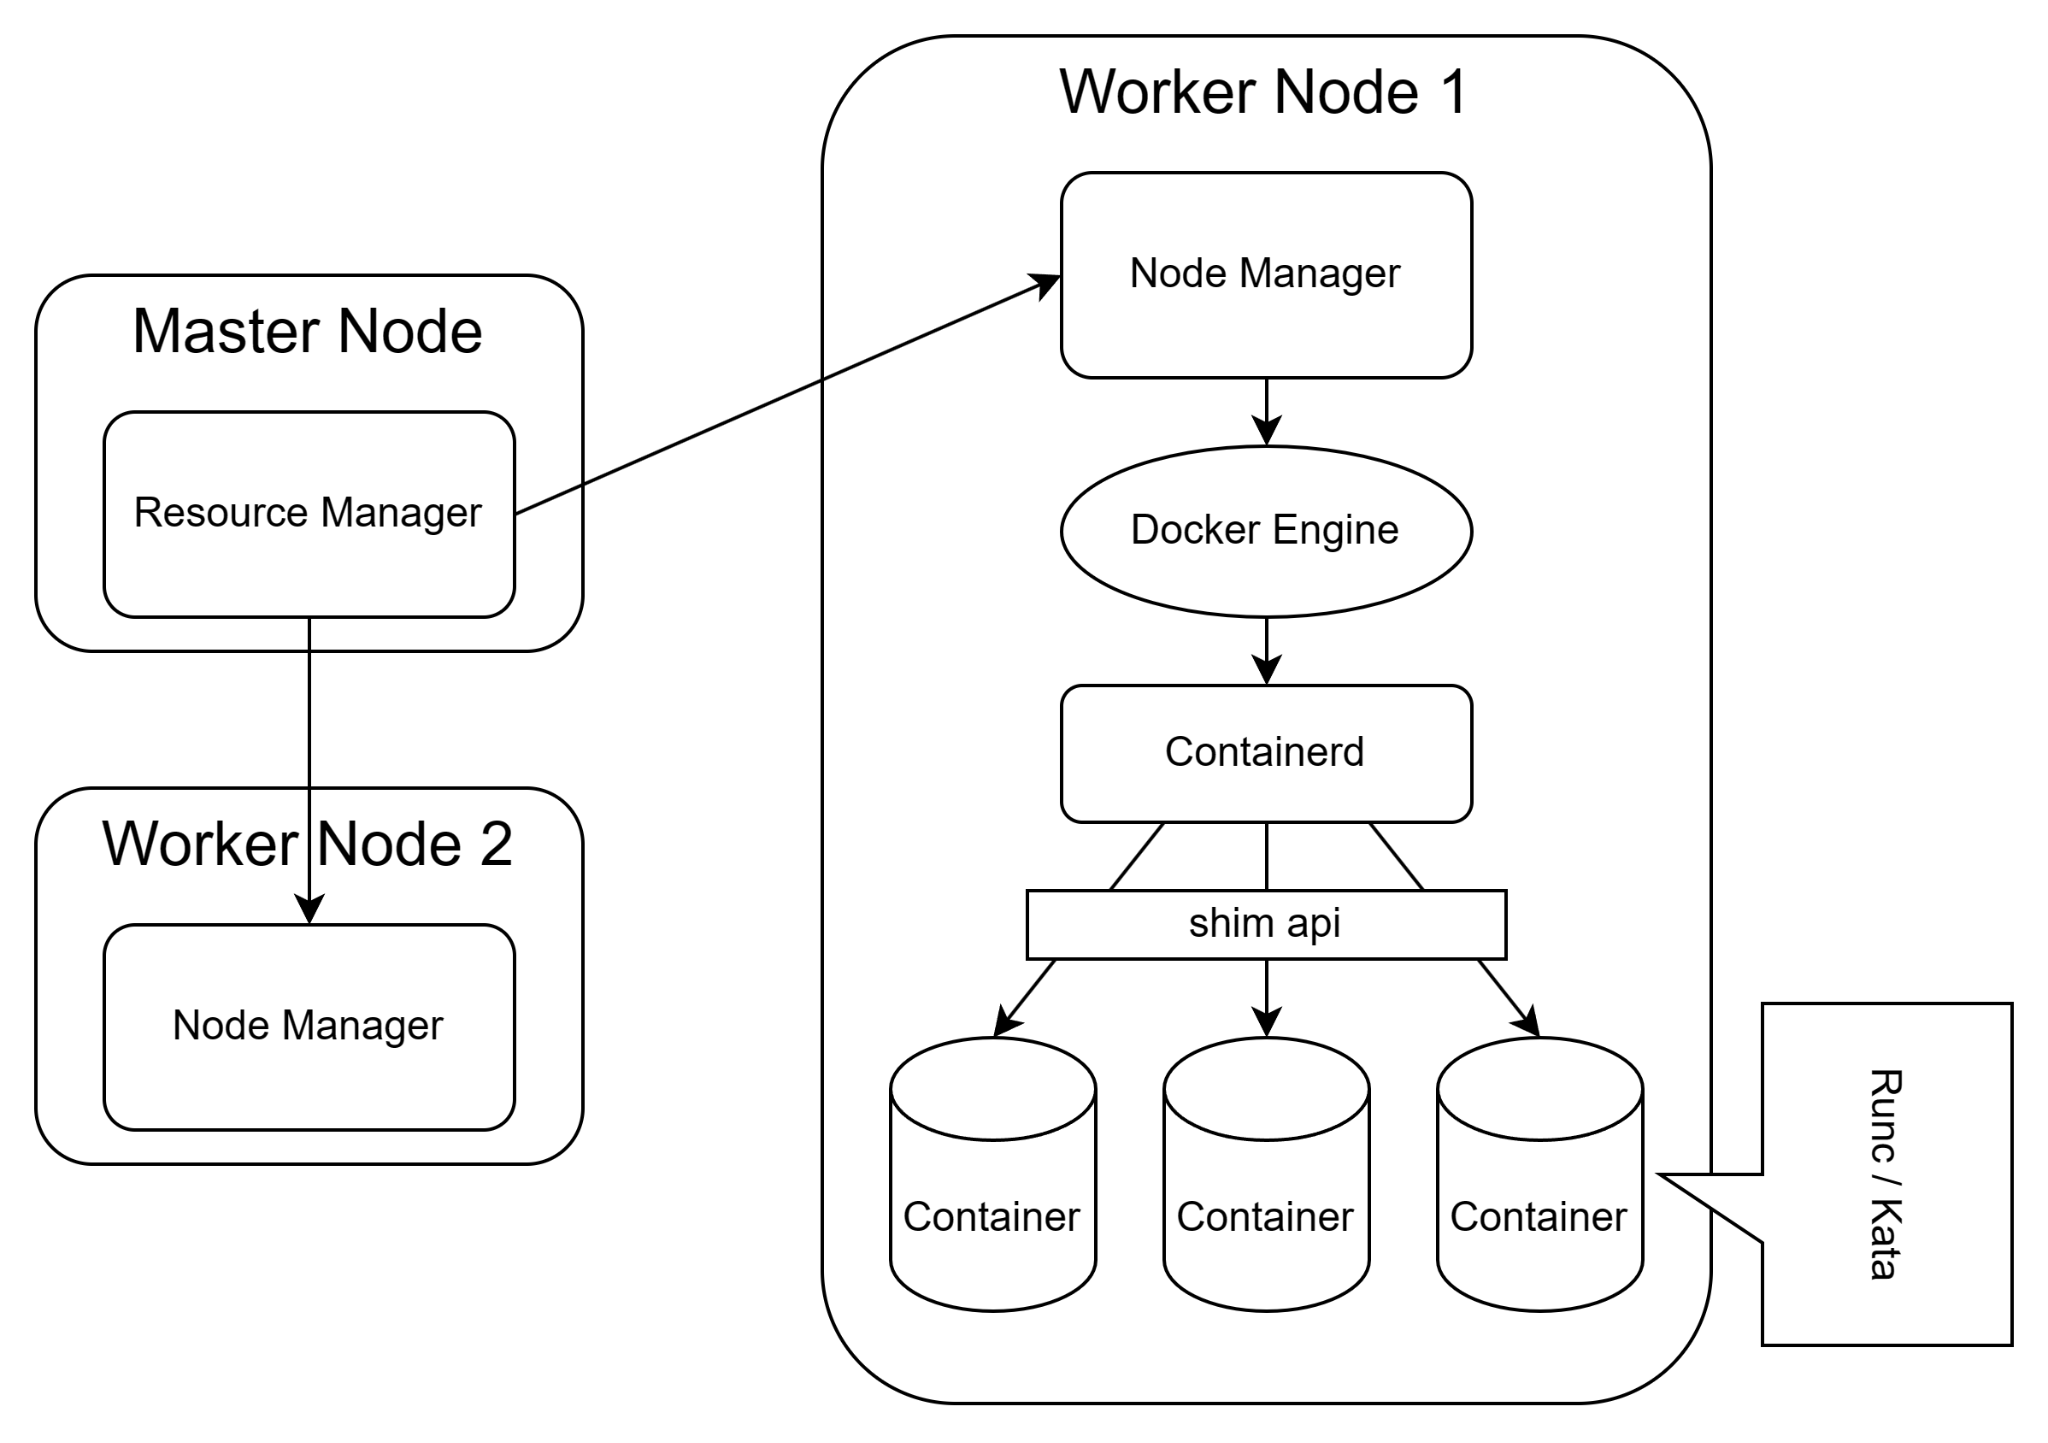 Master Node
Resource Manager
Worker Node 2
Node Manager
Worker Node 1
Node Manager
Docker Engine
Containerd
shim api
Container
Container
Container
Runc / Kata